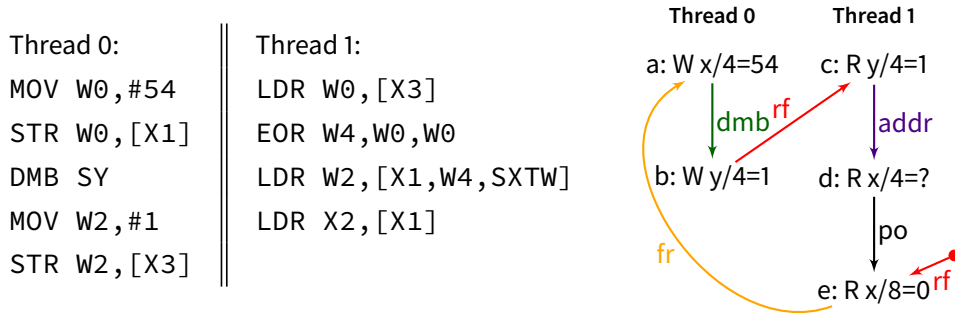 Thread 0:
MOV W0,#54
STR W0,[X1]
DMB SY
MOV W2,#1
STR W2,[X3]
Thread 1:
LDR W0,[X3]
EOR W4,W0,W0
LDR W2,[X1,W4,SXTW]
LDR X2,[X1]
Thread 0 Thread 1
a: W x/4=54 c: R y/4=1
dmb rf addr
b: W y/4=1 d: R x/4=?
fr po
e: R x/8=0 rf